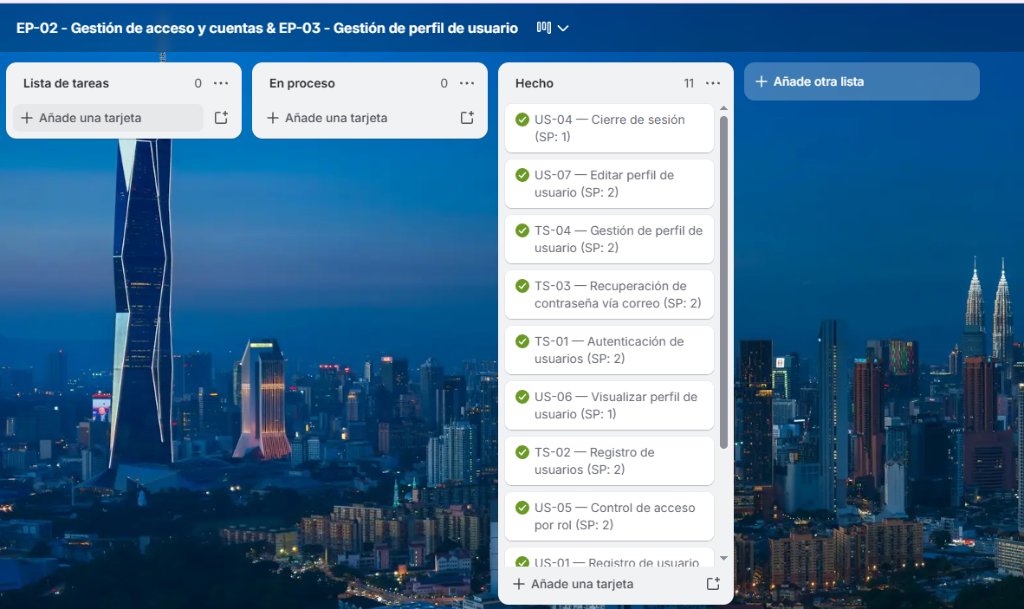 EP-02 - Gestión de acceso y cuentas & EP-03 - Gestión de perfil de usuario
Lista de tareas 0
Añade una tarjeta
En proceso 0
Añade una tarjeta
Hecho 11
US-04 — Cierre de sesión
(SP: 1)
US-07 — Editar perfil de
usuario (SP: 2)
TS-04 — Gestión de perfil de
usuario (SP: 2)
TS-03 — Recuperación de
contraseña vía correo (SP: 2)
TS-01 — Autenticación de
usuarios (SP: 2)
US-06 — Visualizar perfil de
usuario (SP: 1)
TS-02 — Registro de
usuarios (SP: 2)
US-05 — Control de acceso
por rol (SP: 2)
US-01 — Registro de usuario
Añade una tarjeta
Añade otra lista